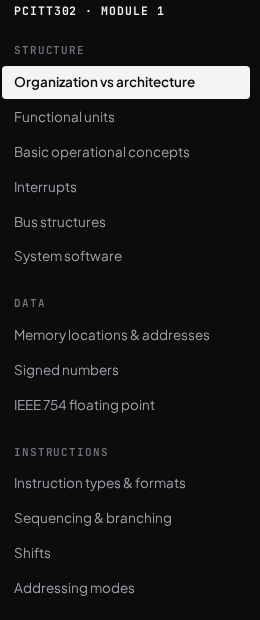 PCITT302 · MODULE 1
STRUCTURE
Organization vs architecture
Functional units
Basic operational concepts
Interrupts
Bus structures
System software
DATA
Memory locations & addresses
Signed numbers
IEEE 754 floating point
INSTRUCTIONS
Instruction types & formats
Sequencing & branching
Shifts
Addressing modes